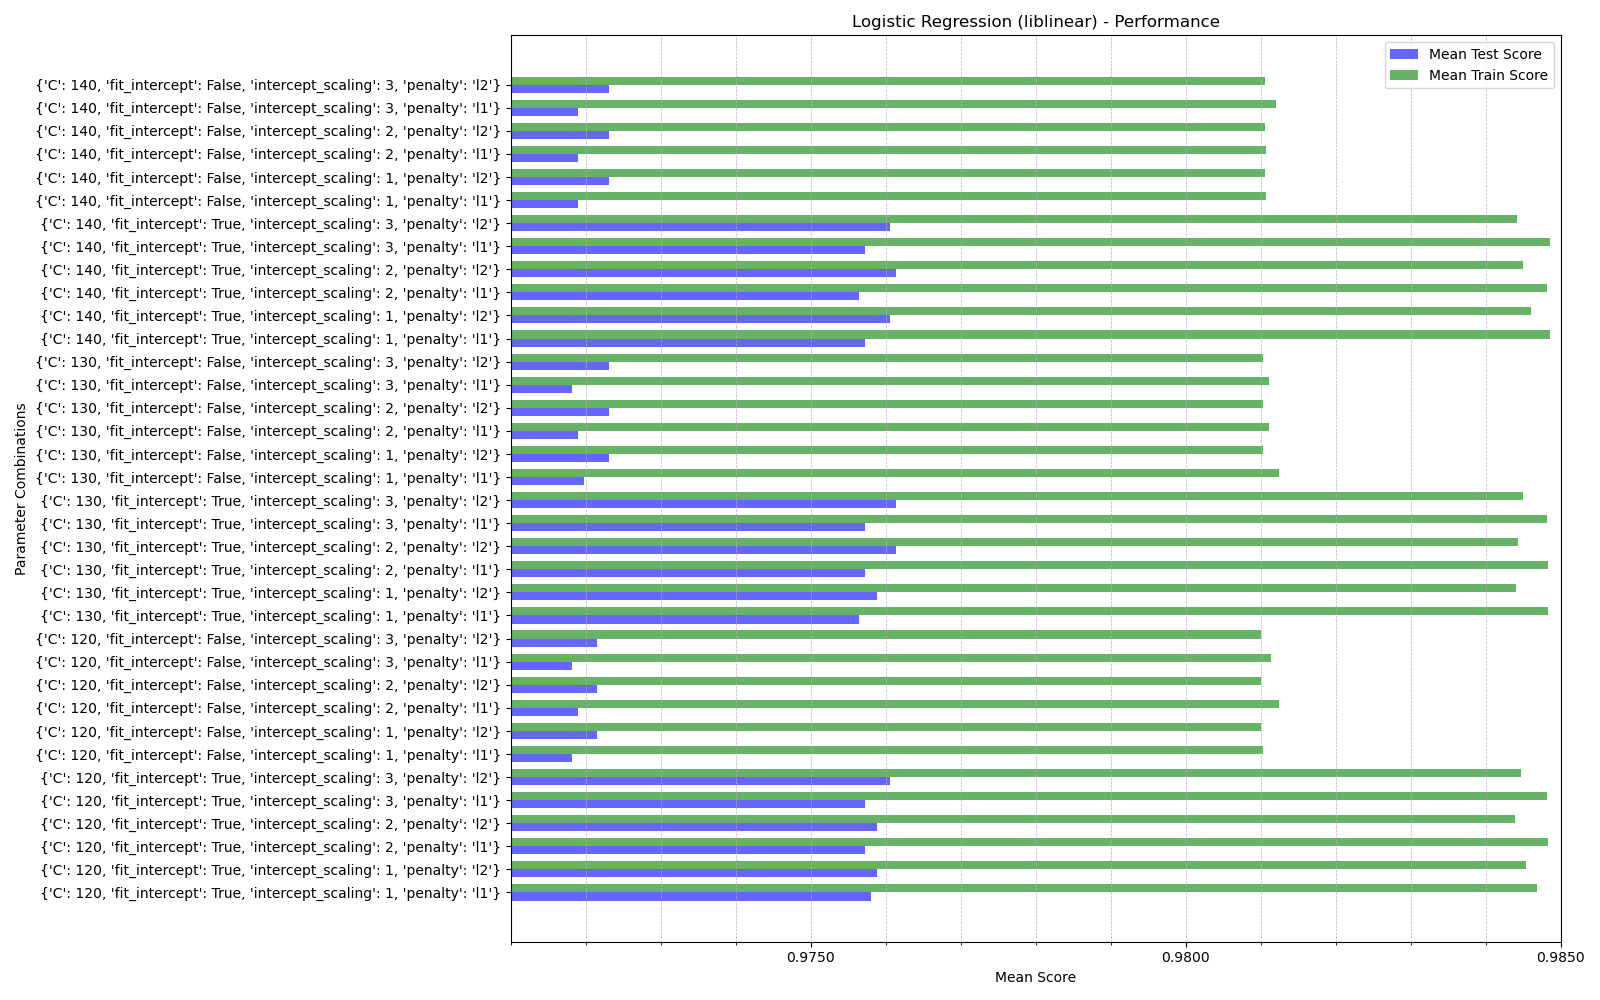 Logistic Regression (liblinear) - Performance
Mean Test Score
Mean Train Score
{'C': 140, 'fit_intercept': False, 'intercept_scaling': 3, 'penalty': 'l2'}
{'C': 140, 'fit_intercept': False, 'intercept_scaling': 3, 'penalty': 'l1'}
{'C': 140, 'fit_intercept': False, 'intercept_scaling': 2, 'penalty': 'l2'}
{'C': 140, 'fit_intercept': False, 'intercept_scaling': 2, 'penalty': 'l1'}
{'C': 140, 'fit_intercept': False, 'intercept_scaling': 1, 'penalty': 'l2'}
{'C': 140, 'fit_intercept': False, 'intercept_scaling': 1, 'penalty': 'l1'}
{'C': 140, 'fit_intercept': True, 'intercept_scaling': 3, 'penalty': 'l2'}
{'C': 140, 'fit_intercept': True, 'intercept_scaling': 3, 'penalty': 'l1'}
{'C': 140, 'fit_intercept': True, 'intercept_scaling': 2, 'penalty': 'l2'}
{'C': 140, 'fit_intercept': True, 'intercept_scaling': 2, 'penalty': 'l1'}
{'C': 140, 'fit_intercept': True, 'intercept_scaling': 1, 'penalty': 'l2'}
{'C': 140, 'fit_intercept': True, 'intercept_scaling': 1, 'penalty': 'l1'}
{'C': 130, 'fit_intercept': False, 'intercept_scaling': 3, 'penalty': 'l2'}
{'C': 130, 'fit_intercept': False, 'intercept_scaling': 3, 'penalty': 'l1'}
{'C': 130, 'fit_intercept': False, 'intercept_scaling': 2, 'penalty': 'l2'}
{'C': 130, 'fit_intercept': False, 'intercept_scaling': 2, 'penalty': 'l1'}
{'C': 130, 'fit_intercept': False, 'intercept_scaling': 1, 'penalty': 'l2'}
{'C': 130, 'fit_intercept': False, 'intercept_scaling': 1, 'penalty': 'l1'}
{'C': 130, 'fit_intercept': True, 'intercept_scaling': 3, 'penalty': 'l2'}
{'C': 130, 'fit_intercept': True, 'intercept_scaling': 3, 'penalty': 'l1'}
{'C': 130, 'fit_intercept': True, 'intercept_scaling': 2, 'penalty': 'l2'}
{'C': 130, 'fit_intercept': True, 'intercept_scaling': 2, 'penalty': 'l1'}
{'C': 130, 'fit_intercept': True, 'intercept_scaling': 1, 'penalty': 'l2'}
{'C': 130, 'fit_intercept': True, 'intercept_scaling': 1, 'penalty': 'l1'}
{'C': 120, 'fit_intercept': False, 'intercept_scaling': 3, 'penalty': 'l2'}
{'C': 120, 'fit_intercept': False, 'intercept_scaling': 3, 'penalty': 'l1'}
{'C': 120, 'fit_intercept': False, 'intercept_scaling': 2, 'penalty': 'l2'}
{'C': 120, 'fit_intercept': False, 'intercept_scaling': 2, 'penalty': 'l1'}
{'C': 120, 'fit_intercept': False, 'intercept_scaling': 1, 'penalty': 'l2'}
{'C': 120, 'fit_intercept': False, 'intercept_scaling': 1, 'penalty': 'l1'}
{'C': 120, 'fit_intercept': True, 'intercept_scaling': 3, 'penalty': 'l2'}
{'C': 120, 'fit_intercept': True, 'intercept_scaling': 3, 'penalty': 'l1'}
{'C': 120, 'fit_intercept': True, 'intercept_scaling': 2, 'penalty': 'l2'}
{'C': 120, 'fit_intercept': True, 'intercept_scaling': 2, 'penalty': 'l1'}
{'C': 120, 'fit_intercept': True, 'intercept_scaling': 1, 'penalty': 'l2'}
{'C': 120, 'fit_intercept': True, 'intercept_scaling': 1, 'penalty': 'l1'}
Parameter Combinations
0.9750 0.9800 0.9850
Mean Score